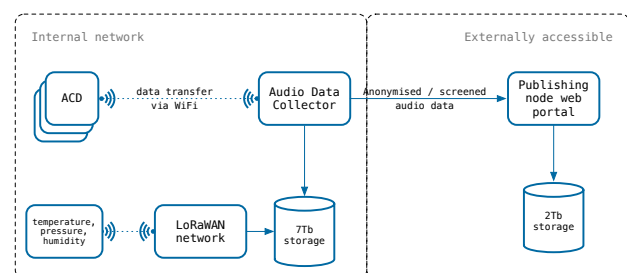 Internal network
Externally accessible
ACD
data transfer
via WiFi
Audio Data
Collector
Anonymised / screened
audio data
Publishing
node web
portal
temperature,
pressure,
humidity
LoRaWAN
network
7Tb
storage
2Tb
storage